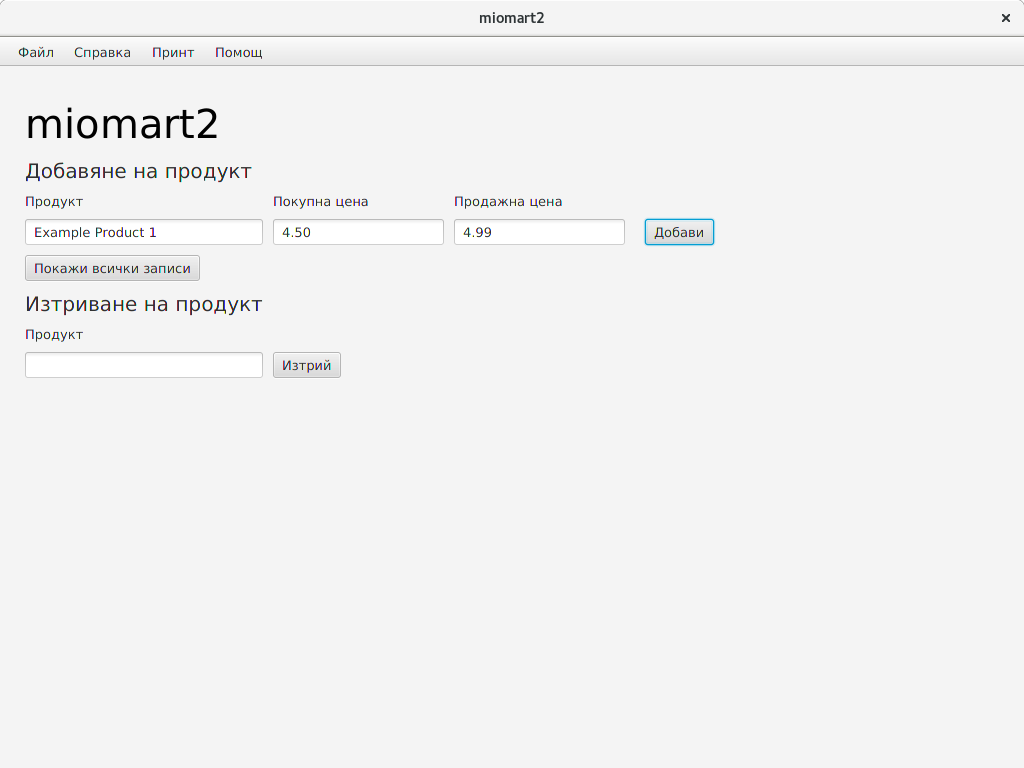 miomart2
Файл Справка Принт Помощ
miomart2
Добавяне на продукт
Продукт Покупна цена Продажна цена
Example Product 1 4.50 4.99 Добави
Покажи всички записи
Изтриване на продукт
Продукт
Изтрий